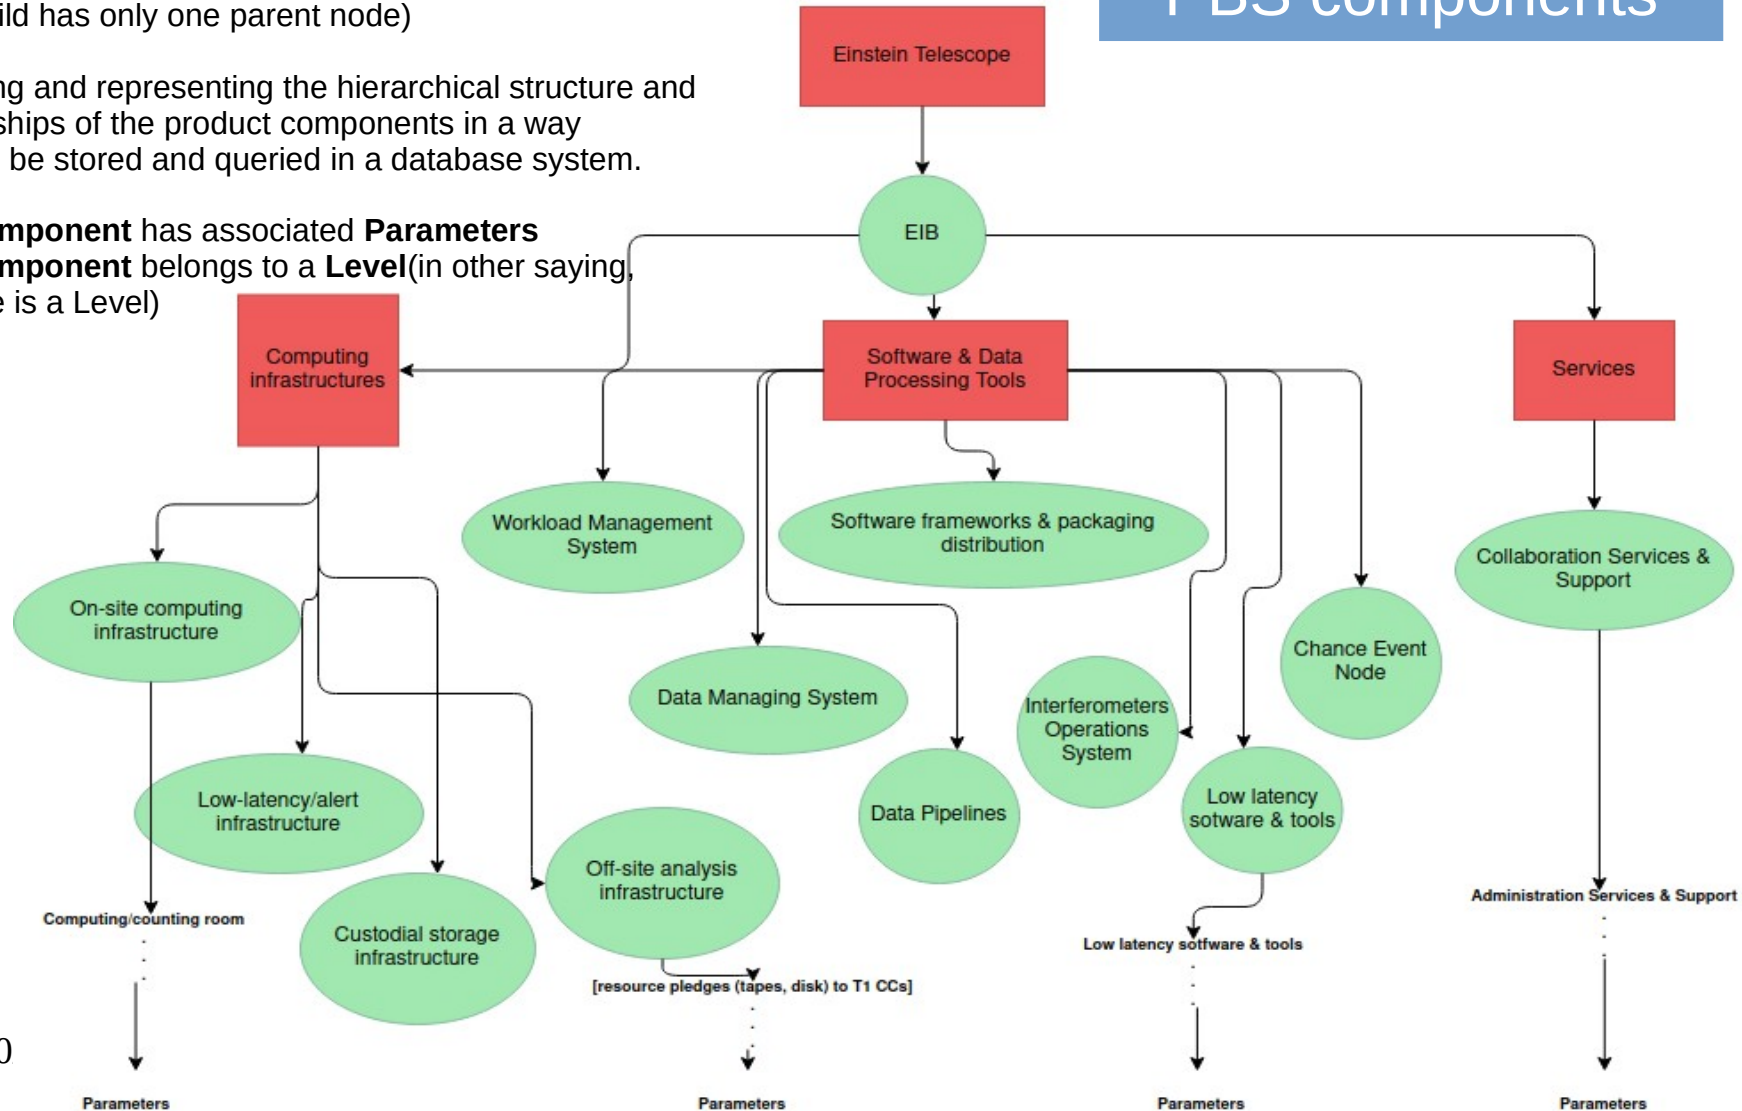 ild has only one parent node)
PBS components
ng and representing the hierarchical structure and
ships of the product components in a way
be stored and queried in a database system.
mponent has associated Parameters
mponent belongs to a Level(in other saying,
e is a Level)
Einstein Telescope
EIB
Computing
infrastructures
Software & Data
Processing Tools
Services
Workload Management
System
Software frameworks & packaging
distribution
Collaboration Services &
Support
On-site computing
infrastructure
Chance Event
Node
Data Managing System
Interferometers
Operations
System
Low-latency/alert
infrastructure
Data Pipelines
Low latency
sotware & tools
Off-site analysis
infrastructure
Custodial storage
infrastructure
Computing/counting room
Administration Services & Support
Low latency sotfware & tools
[resource pledges (tapes, disk) to T1 CCs]
0
Parameters
Parameters
Parameters
Parameters